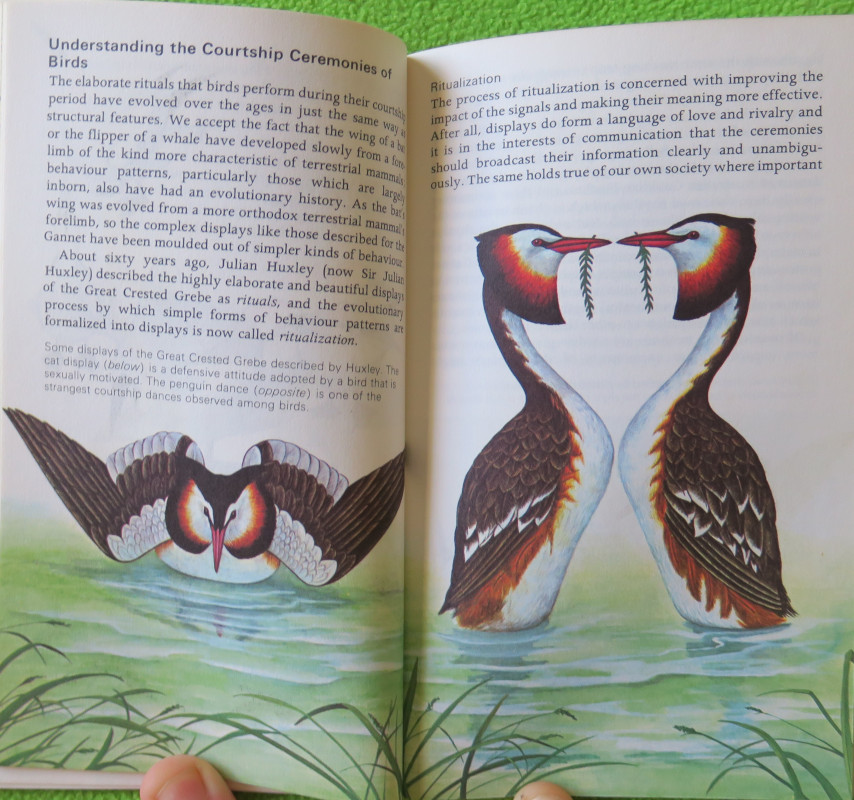 Understanding the Courtship Ceremonies of
Birds
The elaborate rituals that birds perform during their courtship
period have evolved over the ages in just the same way as
structural features. We accept the fact that the wing of a bat
or the flipper of a whale have developed slowly from a fore-
limb of the kind more characteristic of terrestrial mammals
behaviour patterns, particularly those which are largely
inborn, also have had an evolutionary history. As the bat's
wing was evolved from a more orthodox terrestrial mammal's
forelimb, so the complex displays like those described for the
Gannet have been moulded out of simpler kinds of behaviour
About sixty years ago, Julian Huxley (now Sir Julian
Huxley) described the highly elaborate and beautiful displays
of the Great Crested Grebe as rituals, and the evolutionary
process by which simple forms of behaviour patterns are
formalized into displays is now called ritualization.
Some displays of the Great Crested Grebe described by Huxley. The
cat display (below) is a defensive attitude adopted by a bird that is
sexually motivated. The penguin dance (opposite) is one of the
strangest courtship dances observed among birds.
Ritualization
The process of ritualization is concerned with improving the
impact of the signals and making their meaning more effective.
After all, displays do form a language of love and rivalry and
it is in the interests of communication that the ceremonies
should broadcast their information clearly and unambigu-
ously. The same holds true of our own society where important